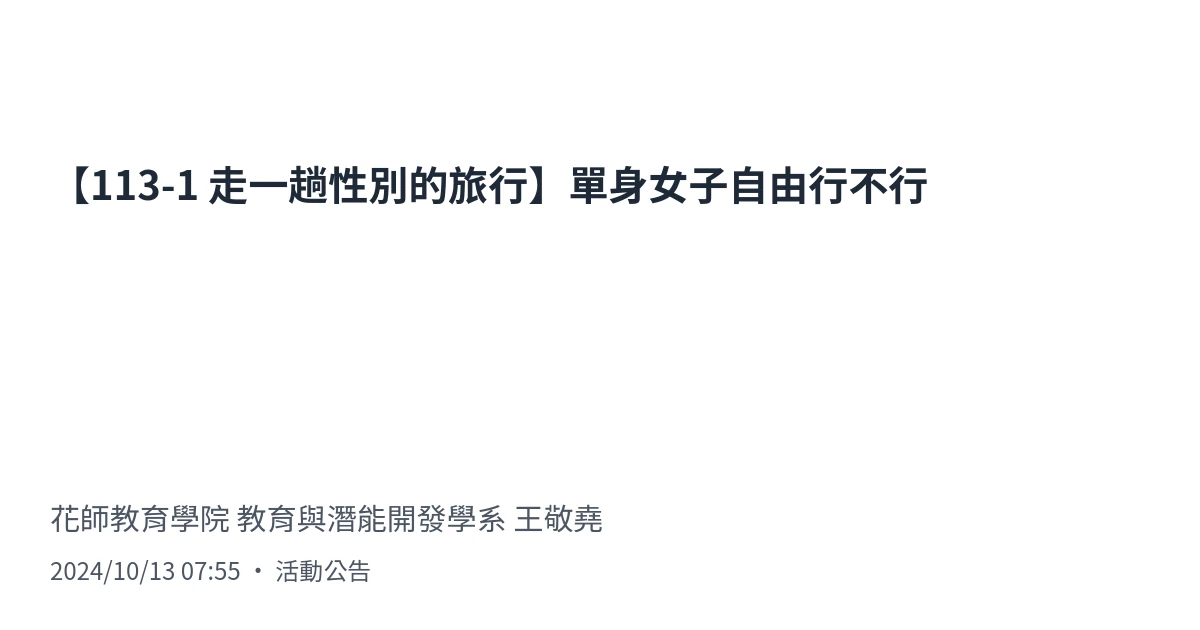 【113-1 走一趟性別的旅行】單身女子自由行不行
花師教育學院 教育與潛能開發學系 王敬堯
2024/10/13 07:55 • 活動公告